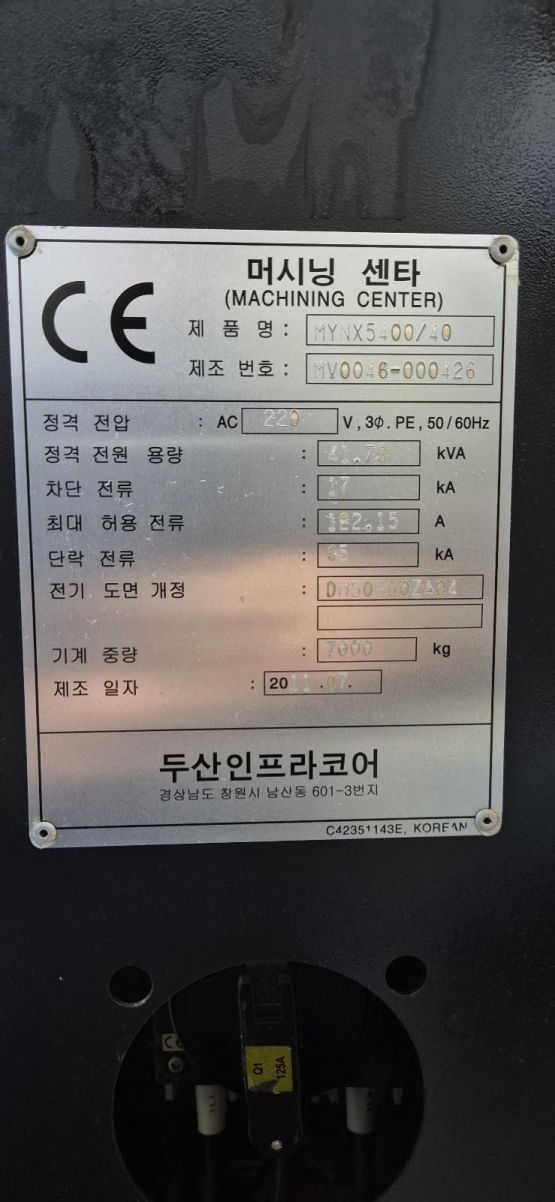 CE
머시닝 센타
(MACHINING CENTER)
제 품 명 : MYNX5400/40
제조 번호 : MV0046-000426
정격 전압 : AC 220 V, 3Φ. PE, 50/60Hz
정격 전원 용량 : kVA
차단 전류 : 17 kA
최대 허용 전류 : A
단락 전류 : kA
전기 도면 개정 :
기계 중량 : 7000 kg
제조 일자 : 2011.07.
두산인프라코어
경상남도 창원시 남산동 601-3번지
C42351143E, KOREAN
CE
Q1
125A